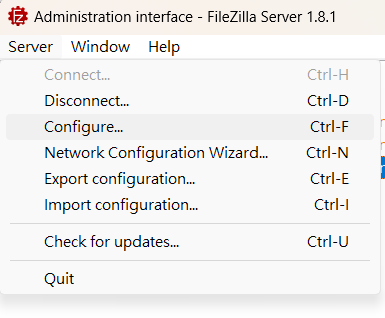 Administration interface - FileZilla Server 1.8.1
Server Window Help
Connect... Ctrl-H
Disconnect... Ctrl-D
Configure... Ctrl-F
Network Configuration Wizard... Ctrl-N
Export configuration... Ctrl-E
Import configuration... Ctrl-I
Check for updates... Ctrl-U
Quit